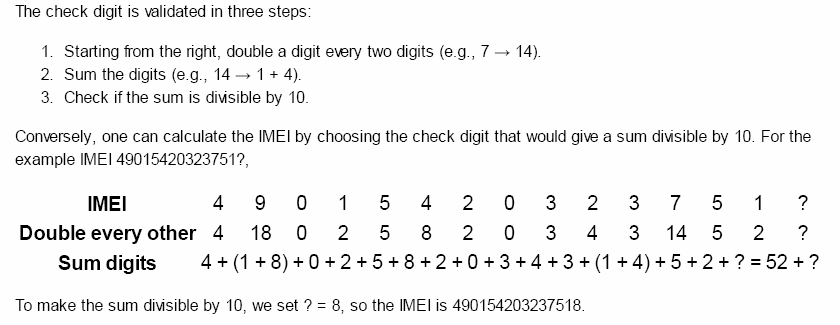 The check digit is validated in three steps:
1. Starting from the right, double a digit every two digits (e.g., 7 → 14).
2. Sum the digits (e.g., 14 → 1 + 4).
3. Check if the sum is divisible by 10.
Conversely, one can calculate the IMEI by choosing the check digit that would give a sum divisible by 10. For the
example IMEI 49015420323751?,
IMEI 4 9 0 1 5 4 2 0 3 2 3 7 5 1 ?
Double every other 4 18 0 2 5 8 2 0 3 4 3 14 5 2 ?
Sum digits 4 + (1 + 8) + 0 + 2 + 5 + 8 + 2 + 0 + 3 + 4 + 3 + (1 + 4) + 5 + 2 + ? = 52 + ?
To make the sum divisible by 10, we set ? = 8, so the IMEI is 490154203237518.